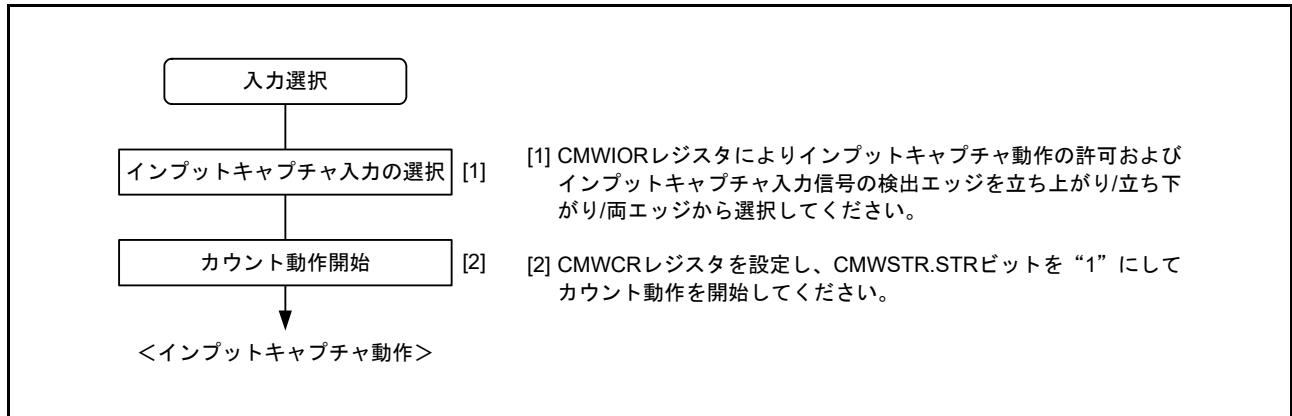 入力選択
インプットキャプチャ入力の選択 [1]
[1] CMWIORレジスタによりインプットキャプチャ動作の許可および
インプットキャプチャ入力信号の検出エッジを立ち上がり/立ち下
がり/両エッジから選択してください。
カウント動作開始 [2]
[2] CMWCRレジスタを設定し、CMWSTR.STRビットを“1”にして
カウント動作を開始してください。
＜インプットキャプチャ動作＞